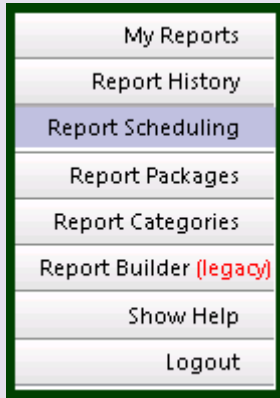 My Reports
Report History
Report Scheduling
Report Packages
Report Categories
Report Builder (legacy)
Show Help
Logout